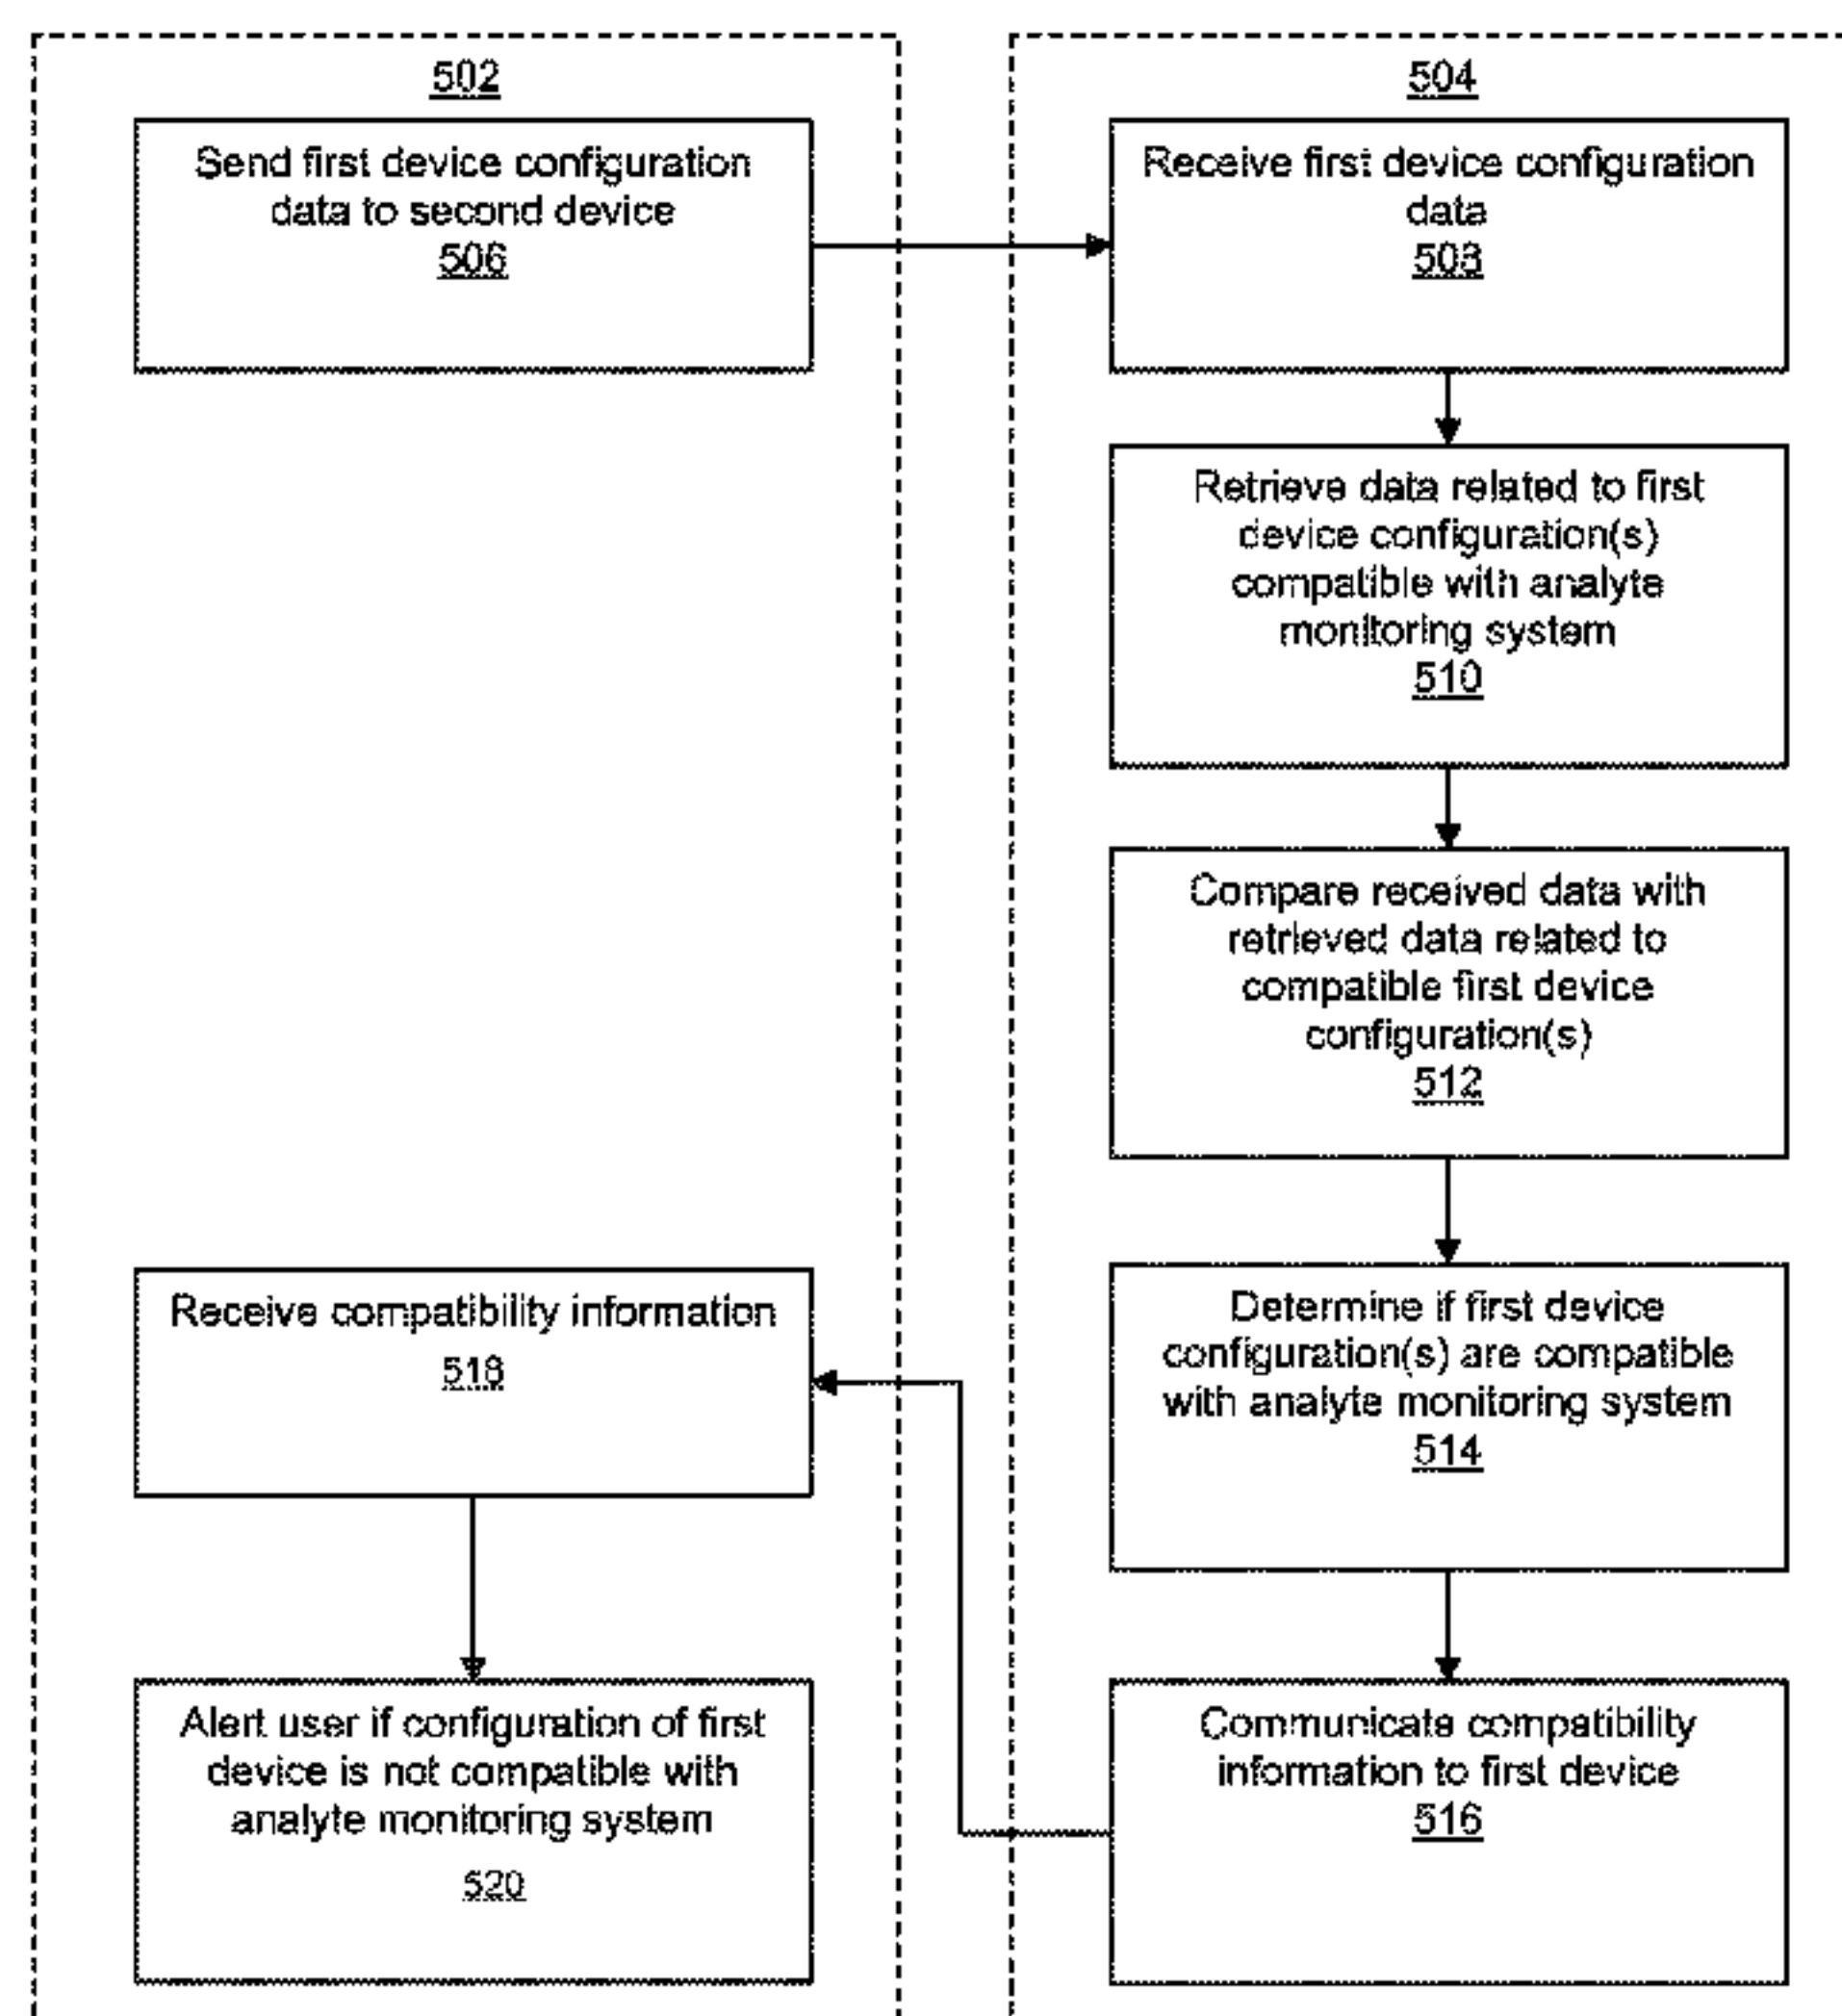 502
Send first device configuration
data to second device
506
504
Receive first device configuration
data
503
Retrieve data related to first
device configuration(s)
compatible with analyte
monitoring system
510
Compare received data with
retrieved data related to
compatible first device
configuration(s)
512
Determine if first device
configuration(s) are compatible
with analyte monitoring system
514
Communicate compatibility
information to first device
516
Receive compatibility information
518
Alert user if configuration of first
device is not compatible with
analyte monitoring system
520